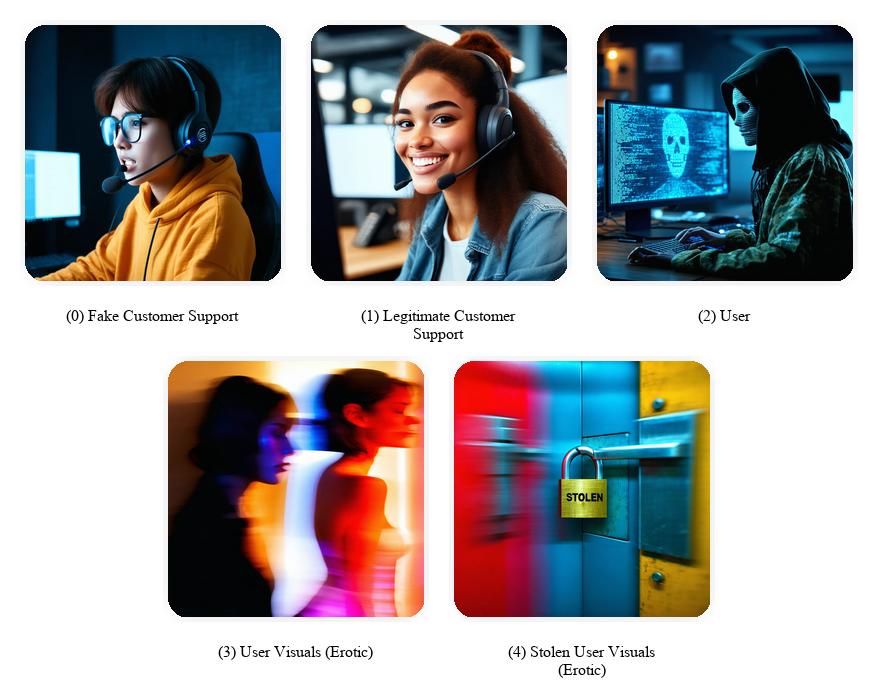 (0) Fake Customer Support
(1) Legitimate Customer
Support
(2) User
(3) User Visuals (Erotic)
STOLEN
(4) Stolen User Visuals
(Erotic)